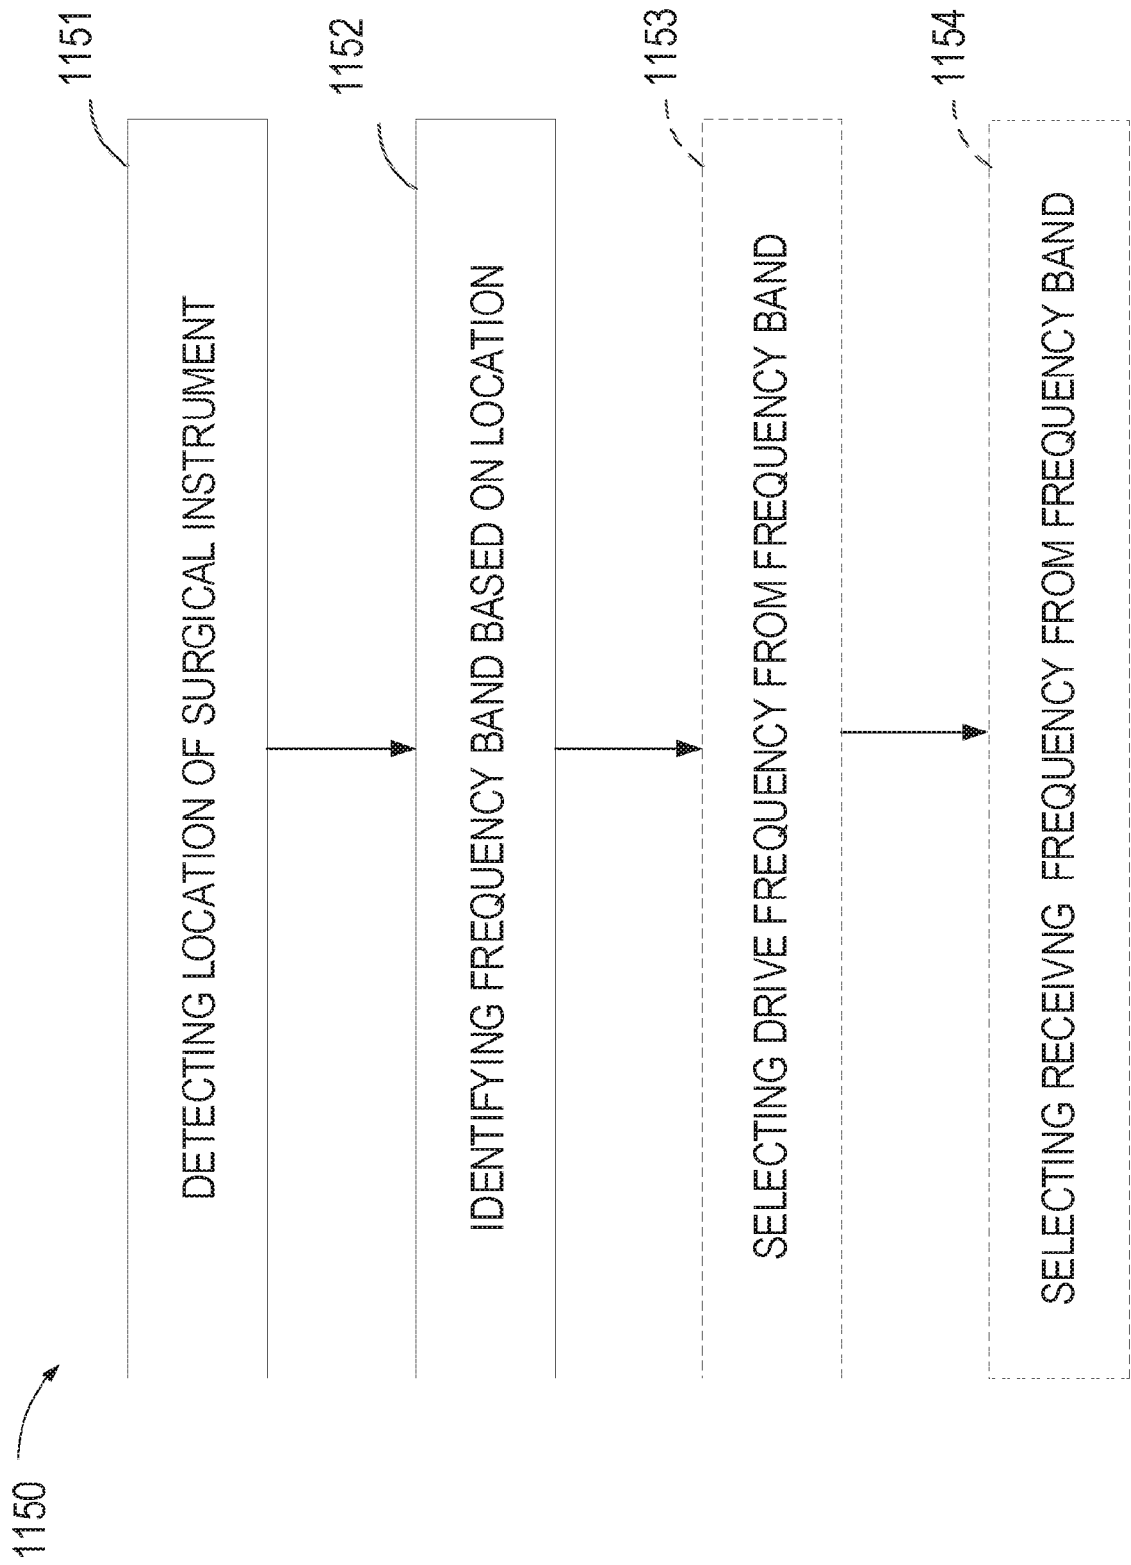 1150
1151
DETECTING LOCATION OF SURGICAL INSTRUMENT
1152
IDENTIFYING FREQUENCY BAND BASED ON LOCATION
1153
SELECTING DRIVE FREQUENCY FROM FREQUENCY BAND
1154
SELECTING RECEIVING FREQUENCY FROM FREQUENCY BAND